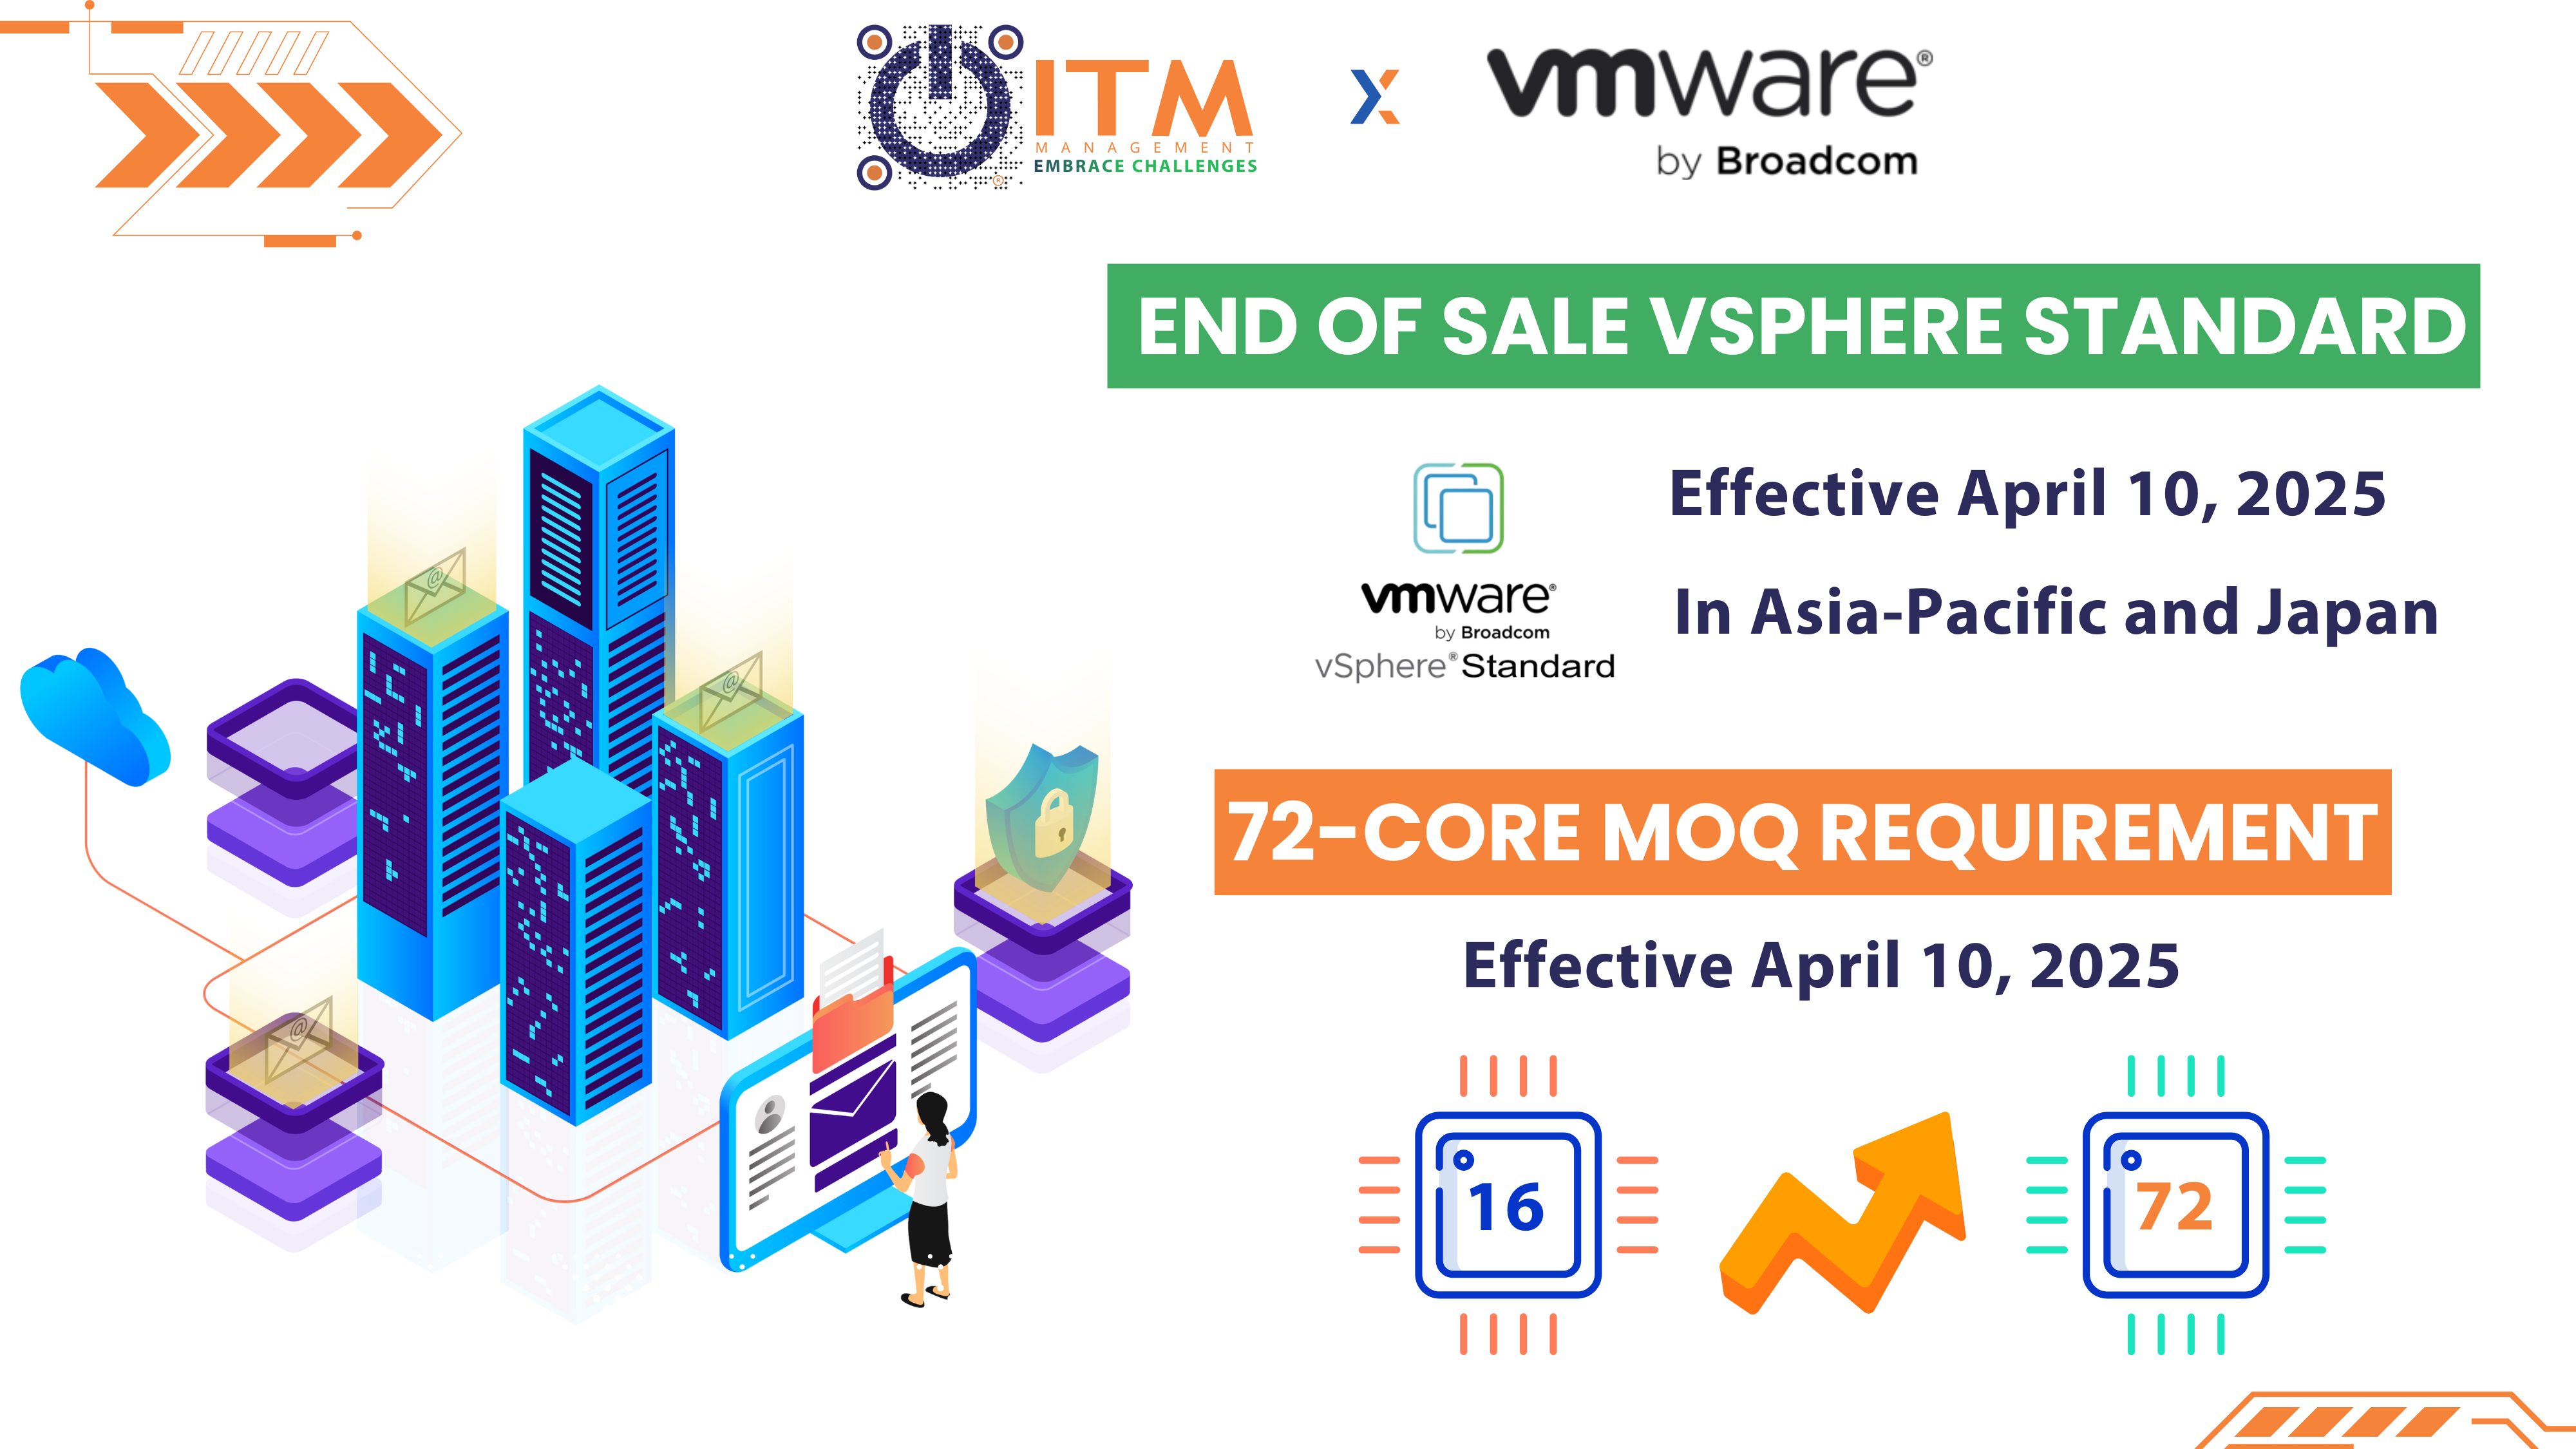 ITM
MANAGEMENT
EMBRACE CHALLENGES
®
X
vmware®
by Broadcom
END OF SALE VSPHERE STANDARD
Effective April 10, 2025
In Asia-Pacific and Japan
vmware®
by Broadcom
vSphere® Standard
72-CORE MOQ REQUIREMENT
Effective April 10, 2025
16
72
@
@
@